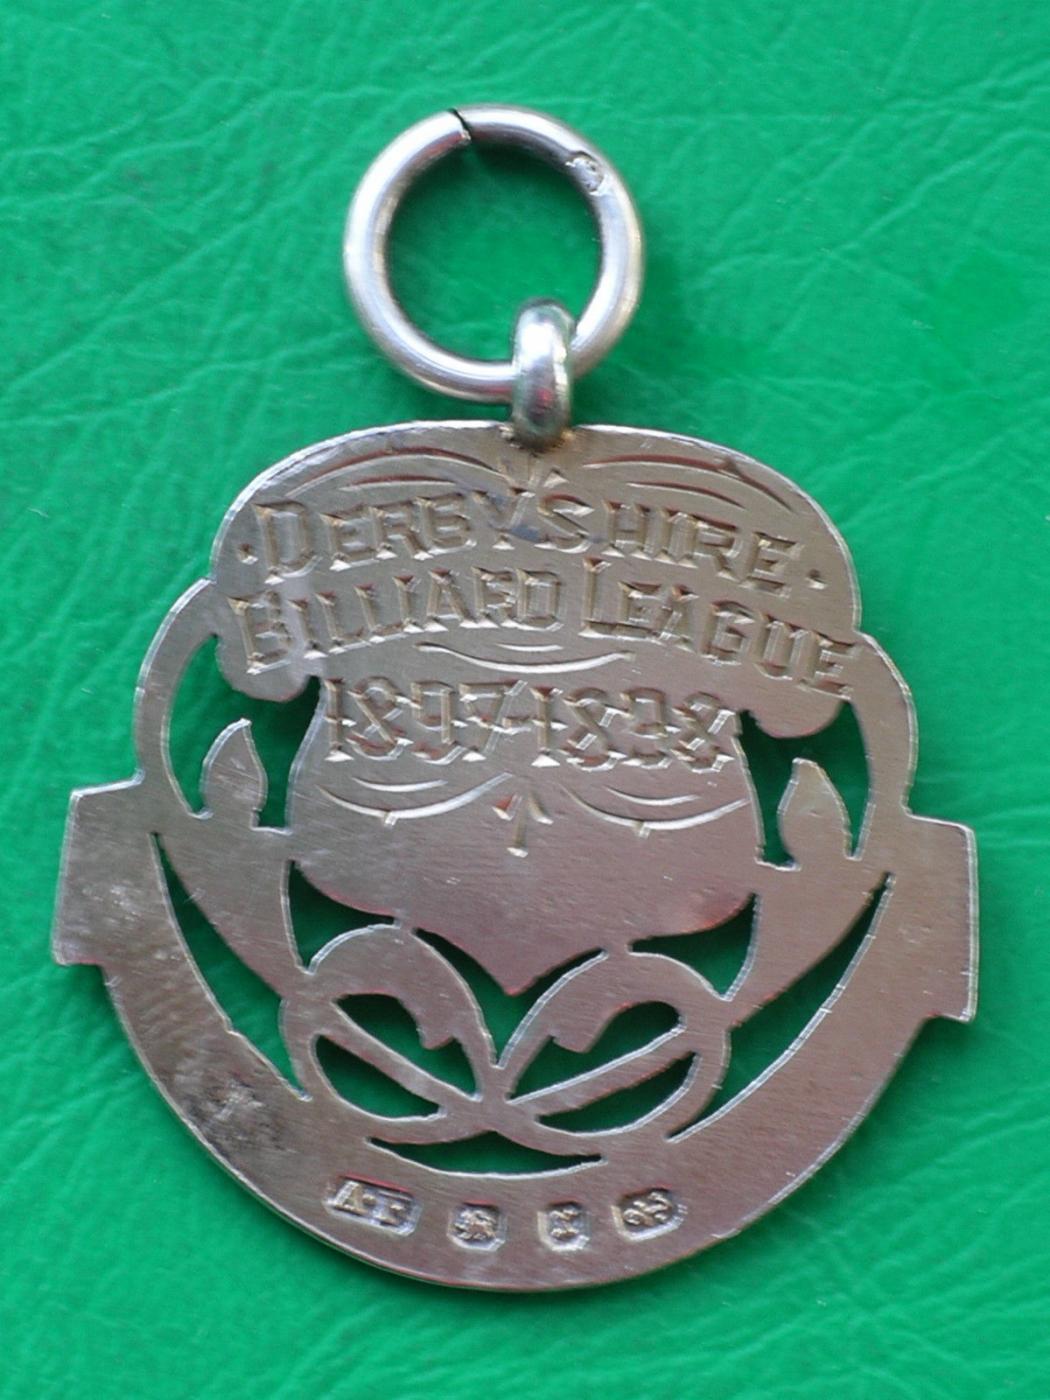 ·DERBYSHIRE·
BILLIARD LEAGUE
1897-1898
A.F.